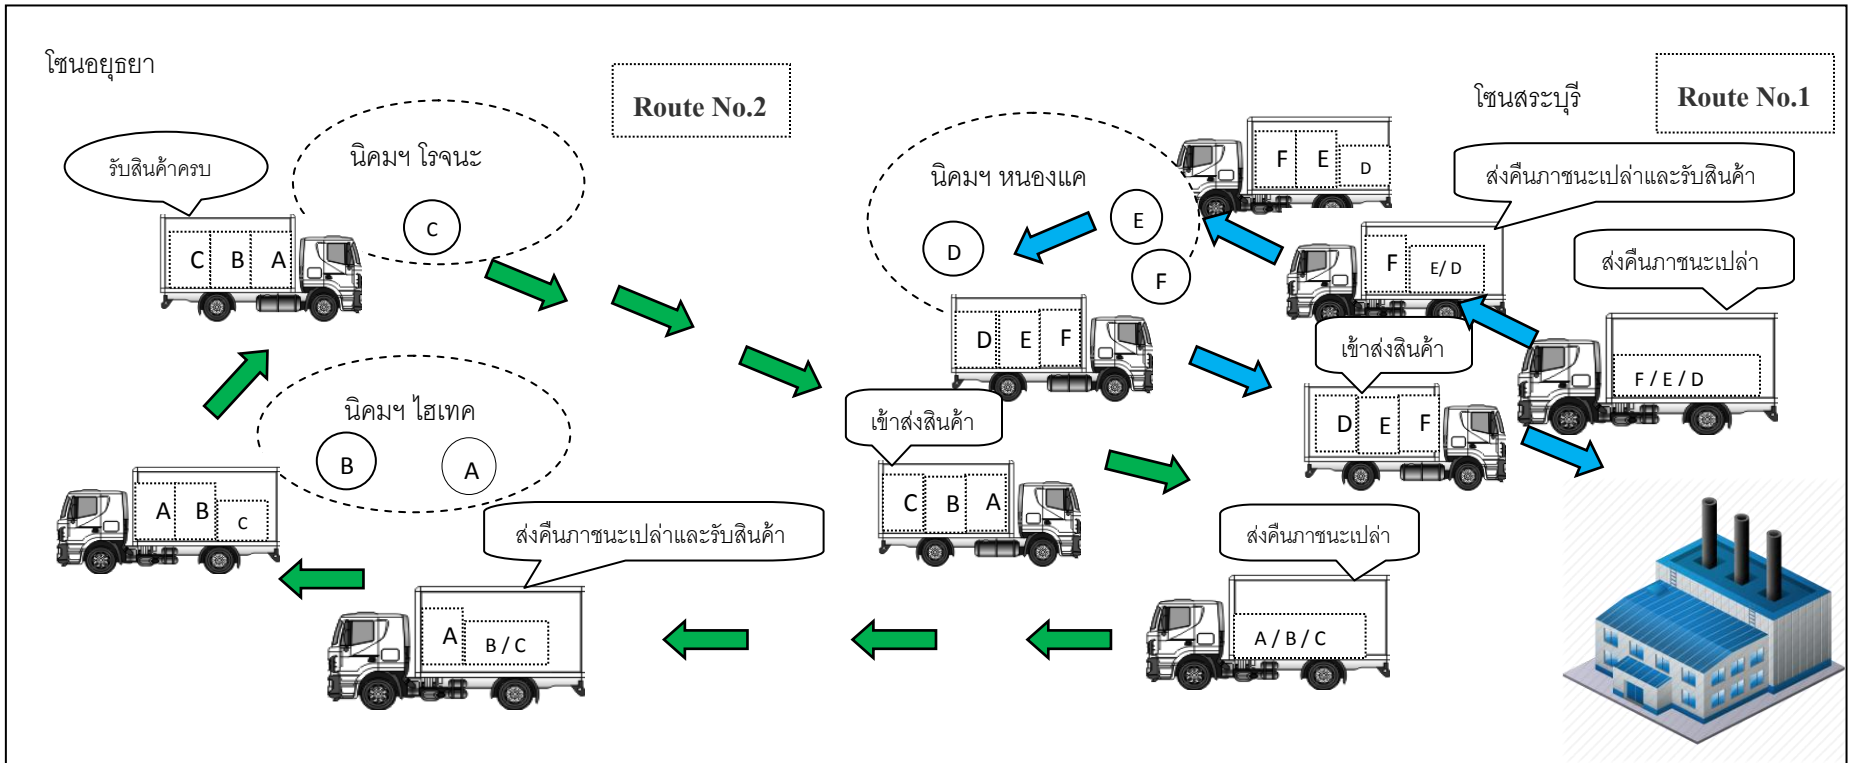 โซนอยุธยา
Route No.2
โซนสระบุรี
Route No.1
รับสินค้าครบ
นิคมฯ โรจนะ
C
C B A
นิคมฯ หนองแค
E
D
F
F E D
ส่งคืนภาชนะเปล่าและรับสินค้า
F E/ D
ส่งคืนภาชนะเปล่า
F / E / D
D E F
เข้าส่งสินค้า
D E F
นิคมฯ ไฮเทค
B
A
เข้าส่งสินค้า
C B A
A B C
ส่งคืนภาชนะเปล่าและรับสินค้า
A B / C
ส่งคืนภาชนะเปล่า
A / B / C